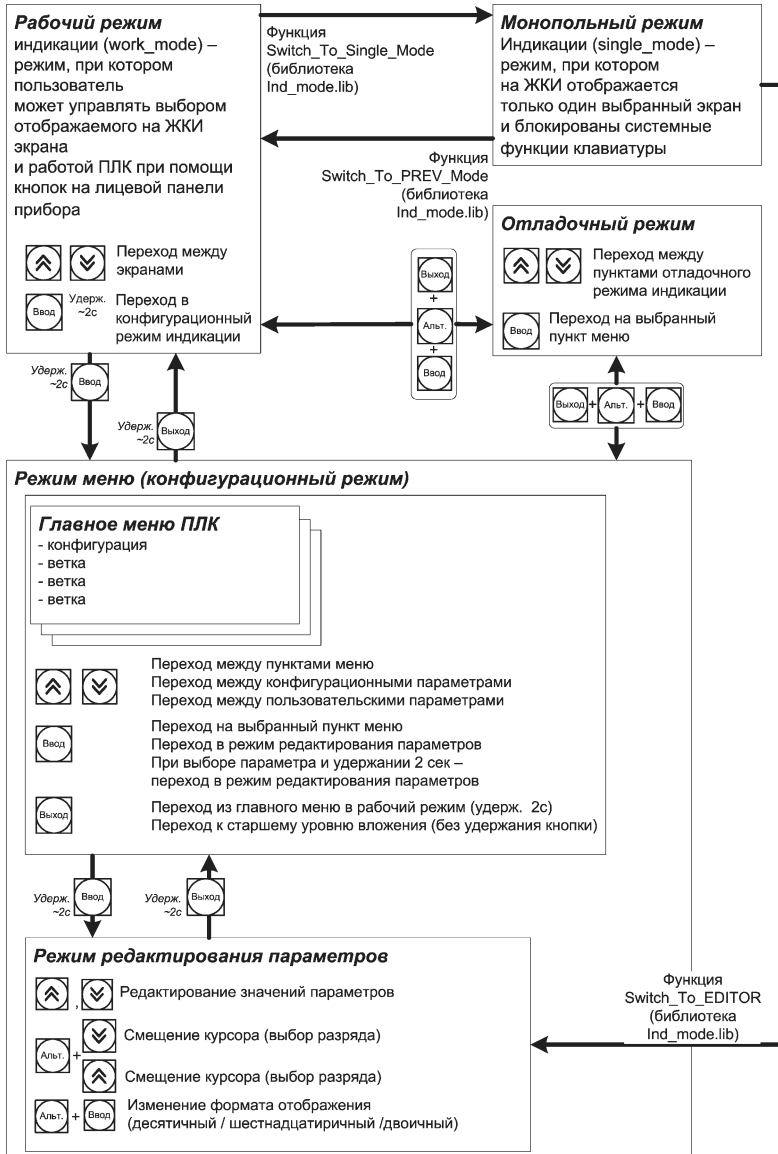 Рабочий режим
индикации (work_mode) –
режим, при котором
пользователь
может управлять выбором
отображаемого на ЖКИ
экрана
и работой ПЛК при помощи
кнопок на лицевой панели
прибора
Переход между
экранами
Ввод
Удерж.
~2с
Переход в
конфигурационный
режим индикации
Функция
Switch_To_Single_Mode
(библиотека
Ind_mode.lib)
Монопольный режим
Индикации (single_mode) –
режим, при котором
на ЖКИ отображается
только один выбранный экран
и блокированы системные
функции клавиатуры
Функция
Switch_To_PREV_Mode
(библиотека
Ind_mode.lib)
Отладочный режим
Переход между
пунктами отладочного
режима индикации
Ввод
Переход на выбранный
пункт меню
Выход
+
Альт.
+
Ввод
Удерж.
~2с
Ввод
Удерж.
~2с
Выход
Выход + Альт. + Ввод
Режим меню (конфигурационный режим)
Главное меню ПЛК
- конфигурация
- ветка
- ветка
- ветка
Переход между пунктами меню
Переход между конфигурационными параметрами
Переход между пользовательскими параметрами
Ввод
Переход на выбранный пункт меню
Переход в режим редактирования параметров
При выборе параметра и удержании 2 сек –
переход в режим редактирования параметров
Выход
Переход из главного меню в рабочий режим (удерж. 2с)
Переход к старшему уровню вложения (без удержания кнопки)
Удерж.
~2с
Ввод
Удерж.
~2с
Выход
Режим редактирования параметров
, Редактирование значений параметров
Альт. +
Смещение курсора (выбор разряда)
Смещение курсора (выбор разряда)
Альт. + Ввод
Изменение формата отображения
(десятичный / шестнадцатиричный /двоичный)
Функция
Switch_To_EDITOR
(библиотека
Ind_mode.lib)